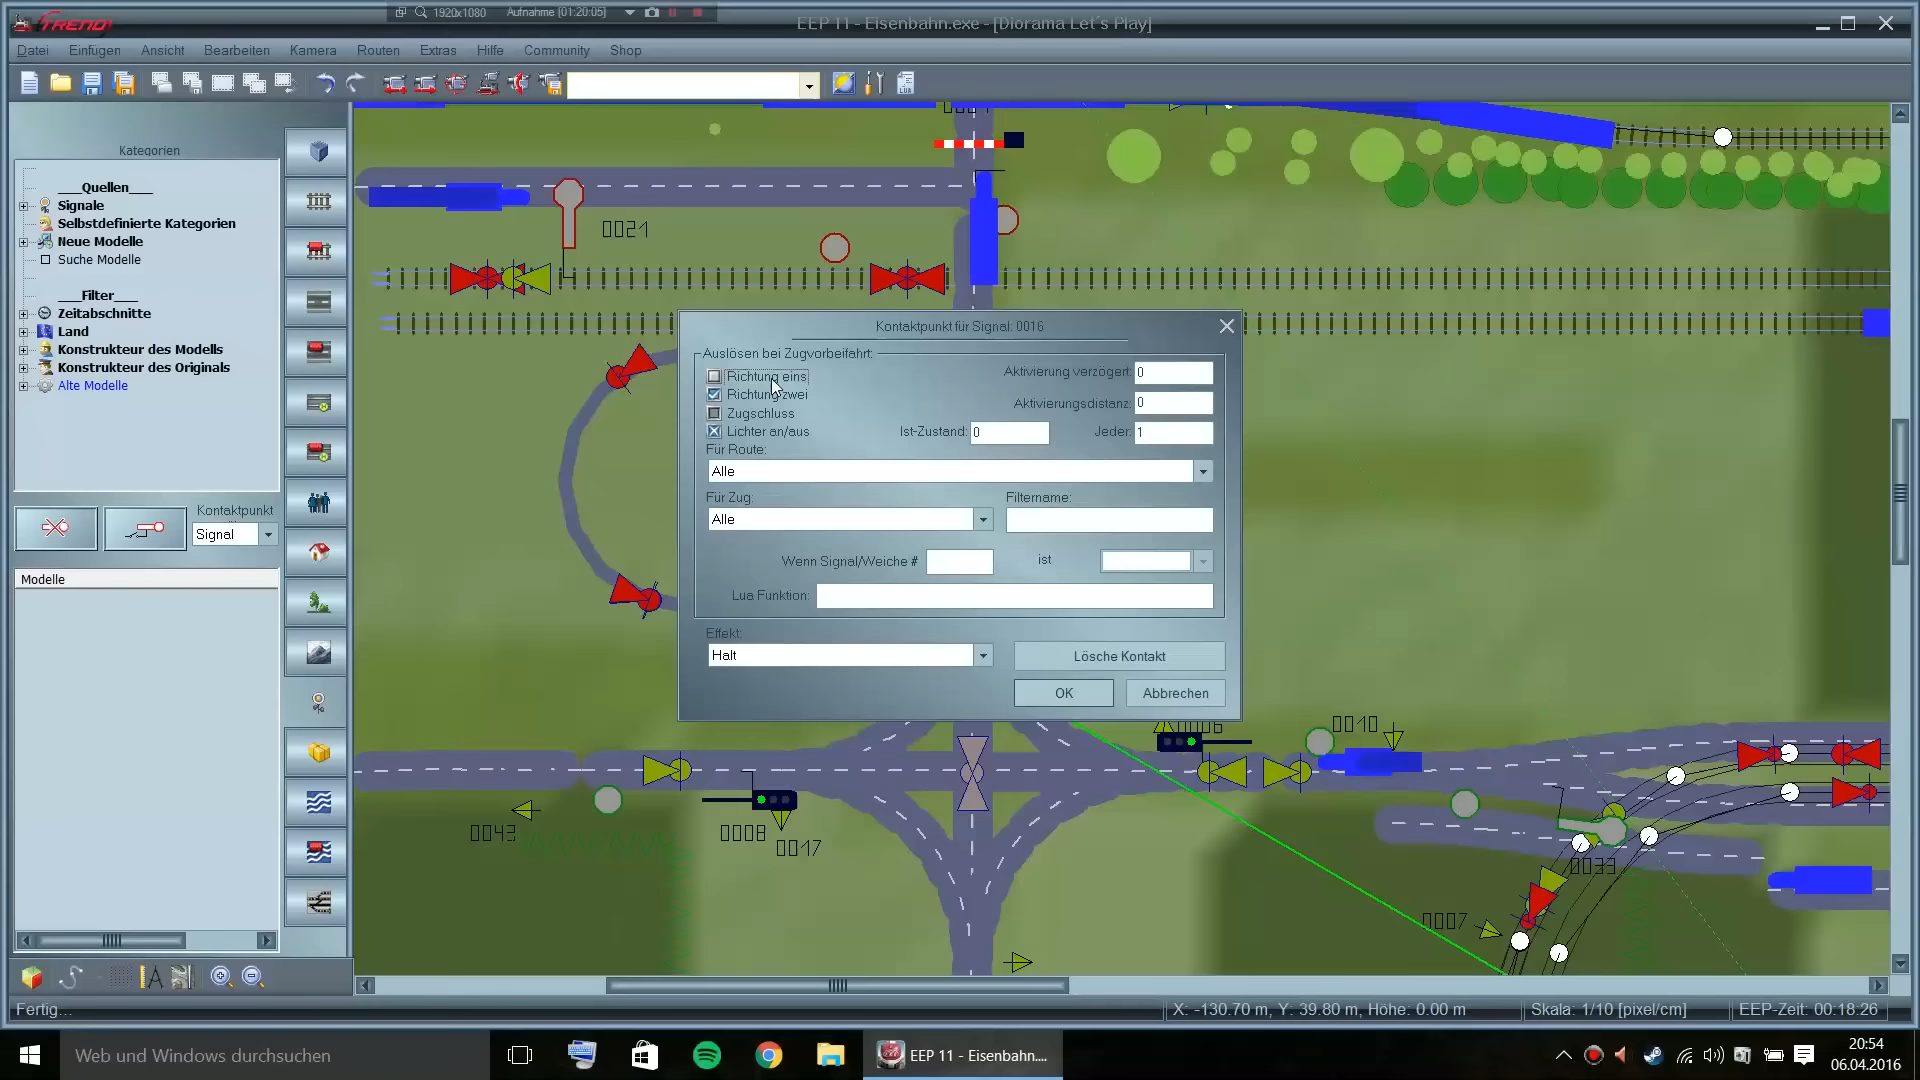 1920x1080
Aufnahme (01:20:05)
EEP 11 - Eisenbahn.exe - [Diorama Let´s Play]
TREND
Datei Einfügen Ansicht Bearbeiten Kamera Routen Extras Hilfe Community Shop
LUA
Kategorien
___Quellen___
Signale
Selbstdefinierte Kategorien
Neue Modelle
Suche Modelle
___Filter___
Zeitabschnitte
Land
Konstrukteur des Modells
Konstrukteur des Originals
Alte Modelle
Kontaktpunkt
Signal
Modelle
0021
Kontaktpunkt für Signal: 0016
Auslösen bei Zugvorbeifahrt:
Richtung eins
Richtung zwei
Zugschluss
Lichter an/aus
Aktivierung verzögert: 0
Aktivierungsdistanz: 0
Ist-Zustand: 0
Jeder: 1
Für Route:
Alle
Für Zug:
Alle
Filtername:
Wenn Signal/Weiche #
ist
Lua Funktion:
Effekt:
Halt
Lösche Kontakt
OK
Abbrechen
0010
0043
0008
0017
0033
0007
Fertig...
X: -130.70 m, Y: 39.80 m, Höhe: 0.00 m
Skala: 1/10 [pixel/cm]
EEP-Zeit: 00:18:26
Web und Windows durchsuchen
EEP 11 - Eisenbahn....
20:54
06.04.2016